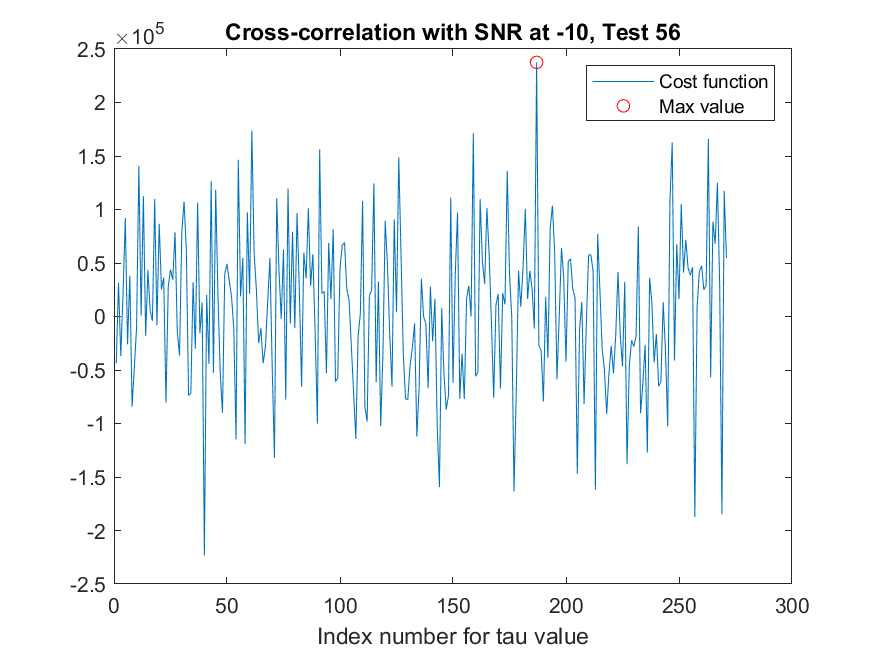 Cross-correlation with SNR at -10, Test 56
×10^5
2.5
2
1.5
1
0.5
0
-0.5
-1
-1.5
-2
-2.5
Cost function
Max value
0 50 100 150 200 250 300
Index number for tau value